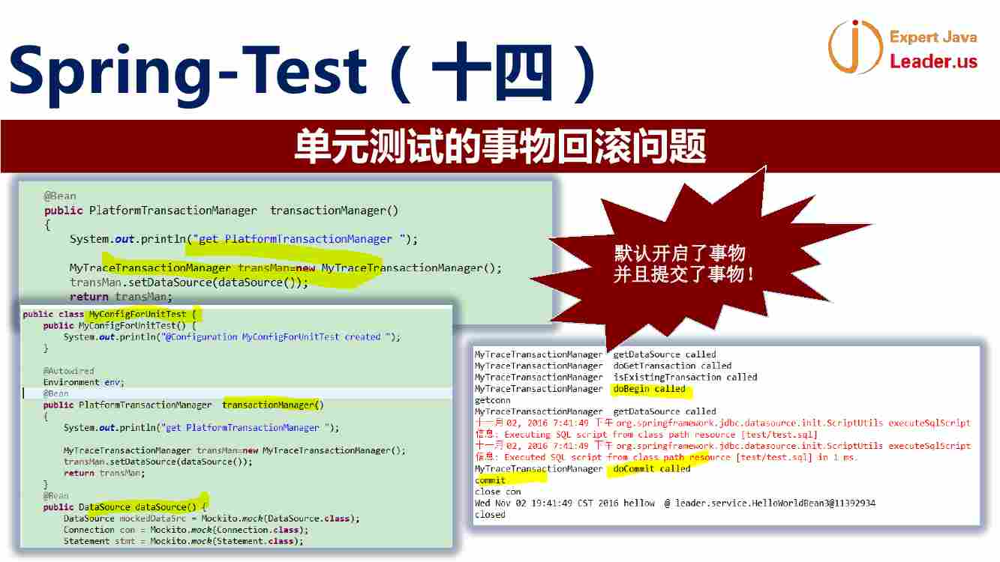 Spring-Test（十四）
Expert Java
Leader.us
单元测试的事物回滚问题
@Bean
public PlatformTransactionManager  transactionManager()
{
System.out.println("get PlatformTransactionManager ");
MyTraceTransactionManager transMan=new MyTraceTransactionManager();
transMan.setDataSource(dataSource());
return transMan;
默认开启了事物
并且提交了事物！
public class MyConfigForUnitTest {
public MyConfigForUnitTest() {
System.out.println("@Configuration MyConfigForUnitTest created ");
}
@Autowired
Environment env;
@Bean
public PlatformTransactionManager  transactionManager()
{
System.out.println("get PlatformTransactionManager ");
MyTraceTransactionManager transMan=new MyTraceTransactionManager();
transMan.setDataSource(dataSource());
return transMan;
}
@Bean
public DataSource dataSource() {
DataSource mockedDataSrc = Mockito.mock(DataSource.class);
Connection con = Mockito.mock(Connection.class);
Statement stmt = Mockito.mock(Statement.class);
MyTraceTransactionManager  getDataSource called
MyTraceTransactionManager  doGetTransaction called
MyTraceTransactionManager  isExistingTransaction called
MyTraceTransactionManager  doBegin called
getconn
MyTraceTransactionManager  getDataSource called
十一月 02, 2016 7:41:49 下午 org.springframework.jdbc.datasource.init.ScriptUtils executeSqlScript
信息: Executing SQL script from class path resource [test/test.sql]
十一月 02, 2016 7:41:49 下午 org.springframework.jdbc.datasource.init.ScriptUtils executeSqlScript
信息: Executed SQL script from class path resource [test/test.sql] in 1 ms.
MyTraceTransactionManager  doCommit called
commit
close con
Wed Nov 02 19:41:49 CST 2016 hellow  @ leader.service.HelloWorldBean3@11392934
closed